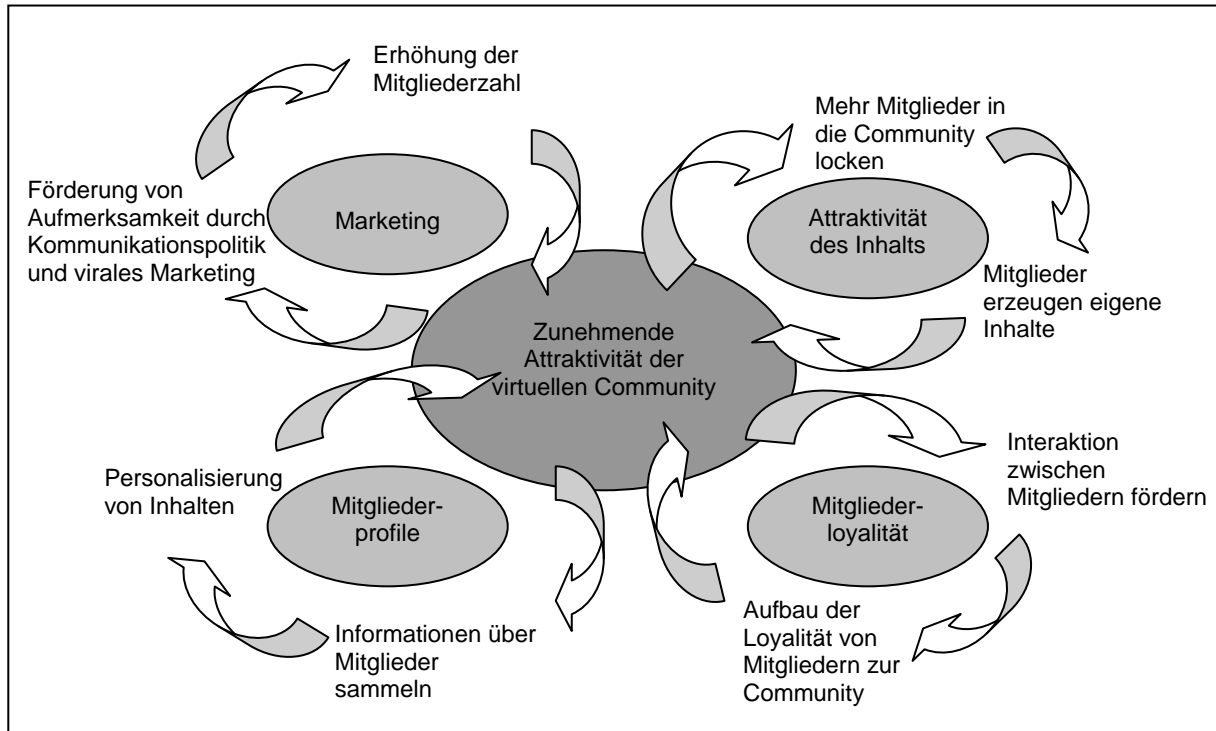 Erhöhung der
Mitgliederzahl
Mehr Mitglieder in
die Community
locken
Förderung von
Aufmerksamkeit durch
Kommunikationspolitik
und virales Marketing
Marketing
Attraktivität
des Inhalts
Mitglieder
erzeugen eigene
Inhalte
Zunehmende
Attraktivität der
virtuellen Community
Personalisierung
von Inhalten
Mitglieder-
profile
Mitglieder-
loyalität
Interaktion
zwischen
Mitgliedern fördern
Informationen über
Mitglieder
sammeln
Aufbau der
Loyalität von
Mitgliedern zur
Community